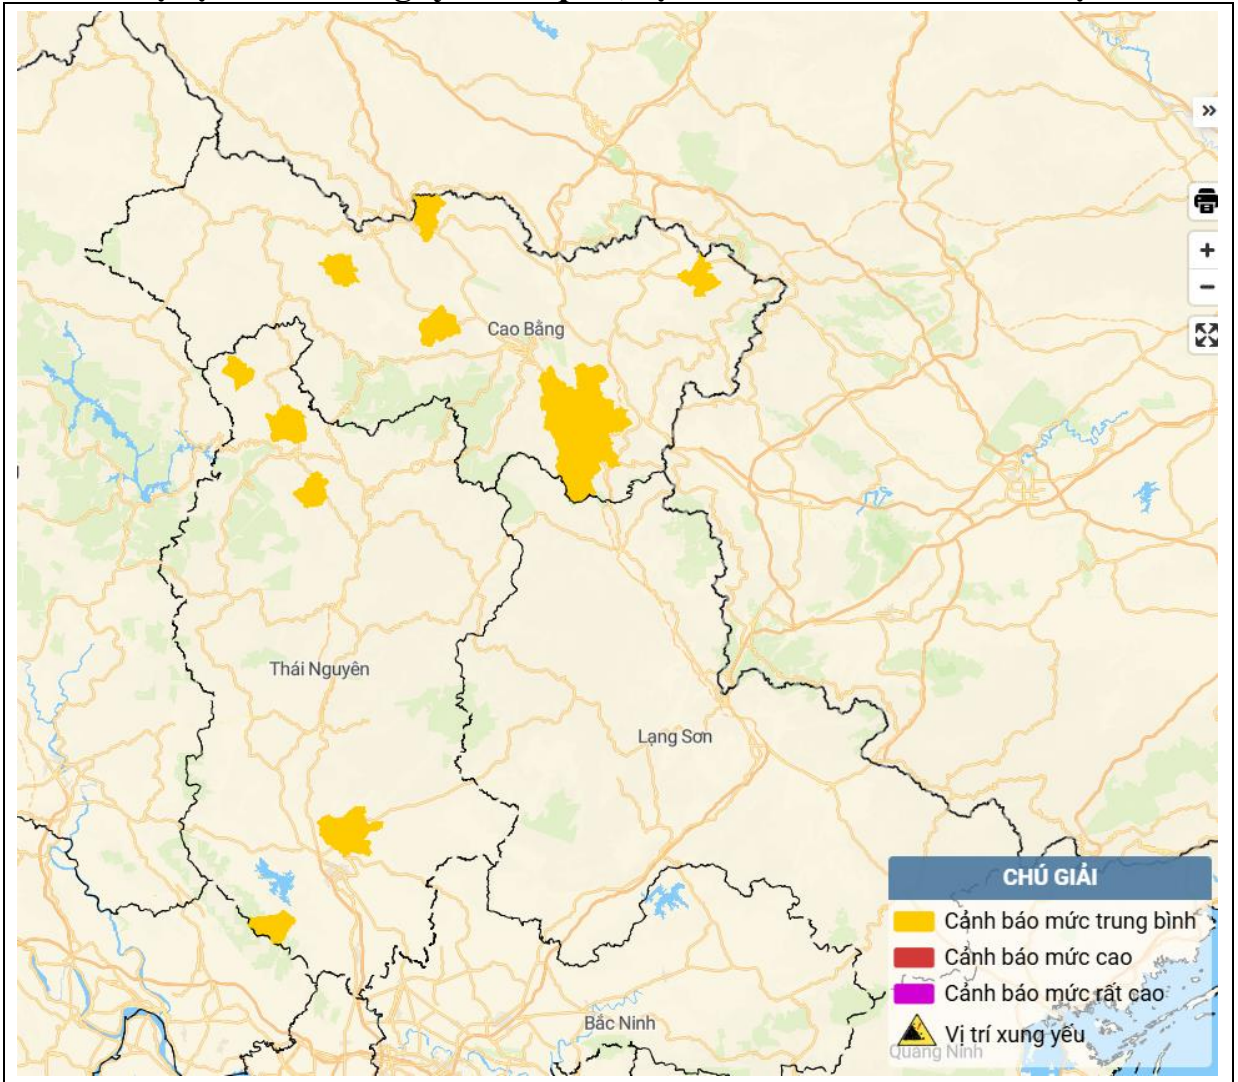 Cao Bằng
Thái Nguyên
Lạng Sơn
Bắc Ninh
CHÚ GIẢI
Cảnh báo mức trung bình
Cảnh báo mức cao
Cảnh báo mức rất cao
Vị trí xung yếu
Quảng Ninh